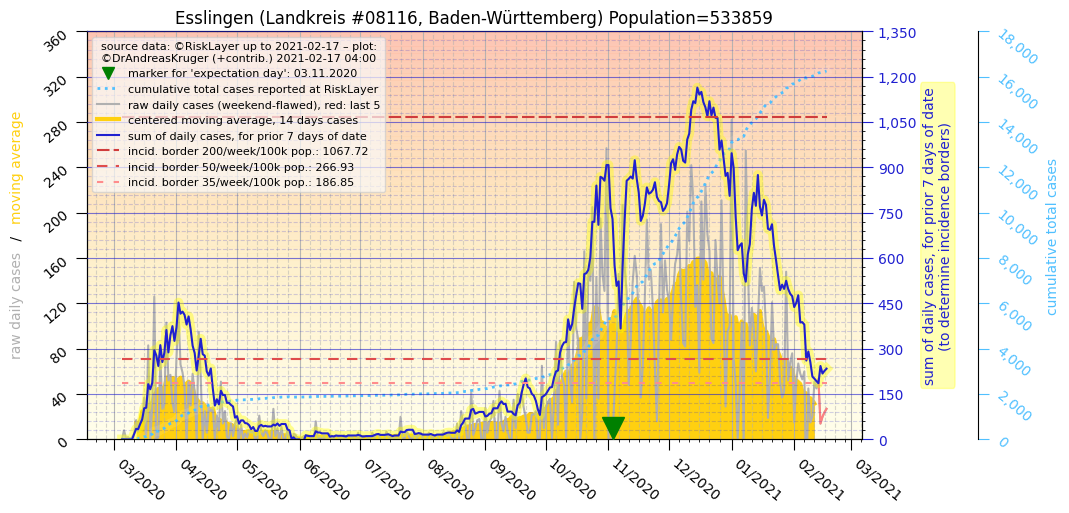 Esslingen (Landkreis #08116, Baden-Württemberg) Population=533859
source data: ©RiskLayer up to 2021-02-17 – plot:
©DrAndreasKruger (+contrib.) 2021-02-17 04:00
marker for 'expectation day': 03.11.2020
cumulative total cases reported at RiskLayer
raw daily cases (weekend-flawed), red: last 5
centered moving average, 14 days cases
sum of daily cases, for prior 7 days of date
incid. border 200/week/100k pop.: 1067.72
incid. border 50/week/100k pop.: 266.93
incid. border 35/week/100k pop.: 186.85
raw daily cases / moving average
360
320
280
240
200
160
120
80
40
0
03/2020
04/2020
05/2020
06/2020
07/2020
08/2020
09/2020
10/2020
11/2020
12/2020
01/2021
02/2021
03/2021
1,350
1,200
1,050
900
750
600
450
300
150
0
sum of daily cases, for prior 7 days of date
(to determine incidence borders)
18,000
16,000
14,000
12,000
10,000
8,000
6,000
4,000
2,000
0
cumulative total cases